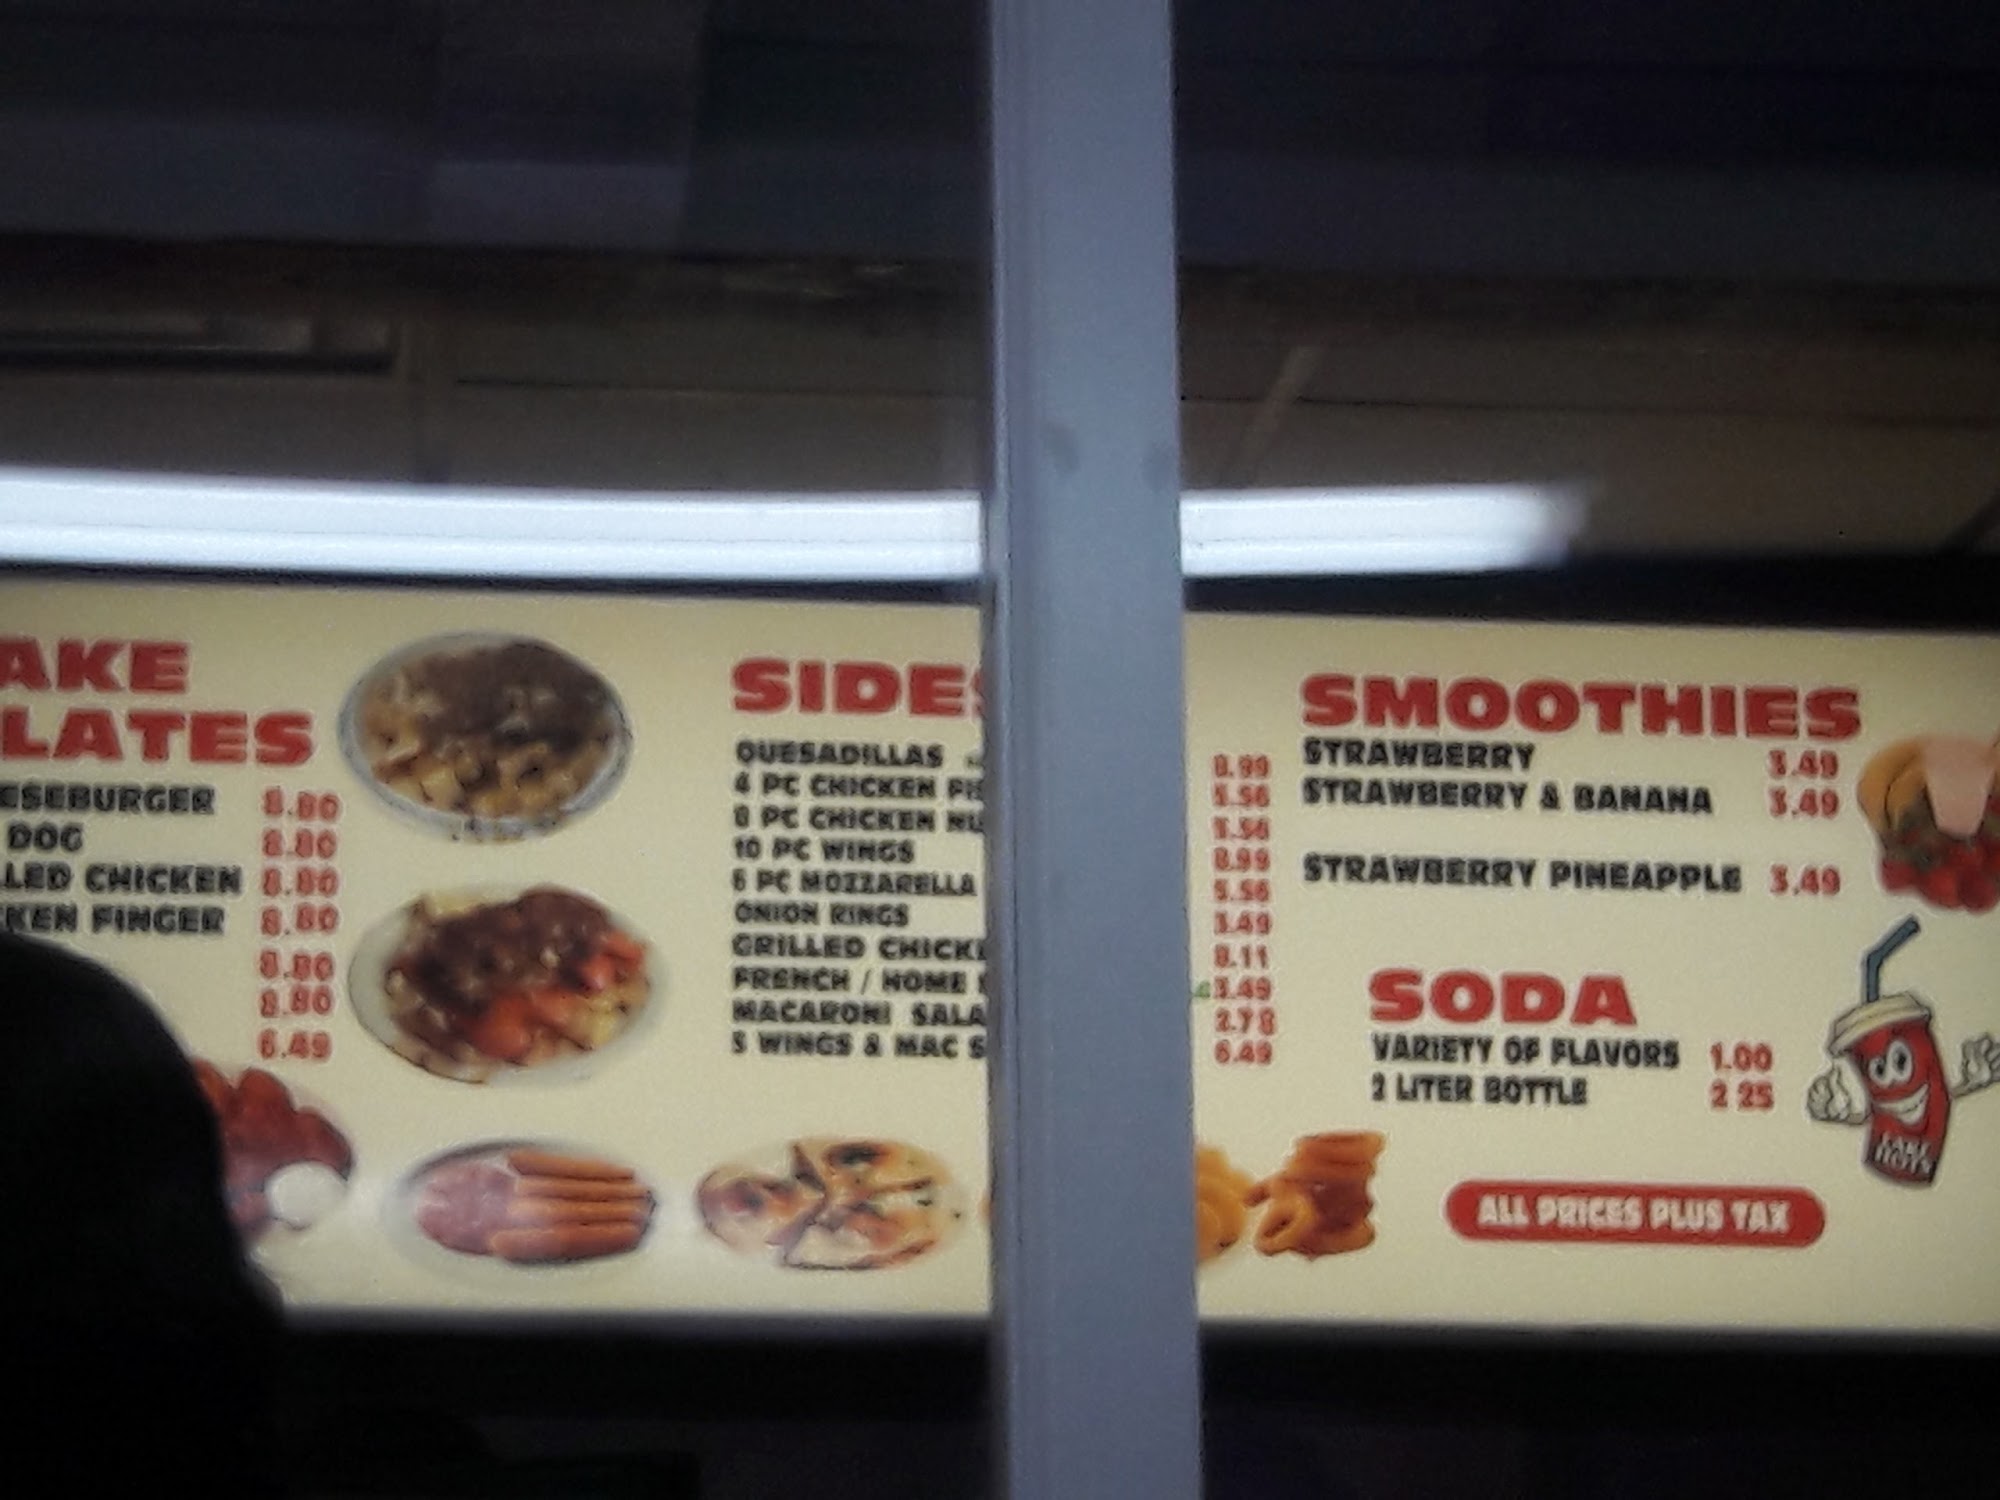 AKE
LATES
ESEBURGER 8.80
DOG 8.80
LLED CHICKEN 8.80
KEN FINGER 8.80
8.80
8.80
6.49
SIDES
QUESADILLAS 8.99
4 PC CHICKEN 5.56
8 PC CHICKEN NU 5.56
10 PC WINGS 8.99
6 PC MOZZARELLA 5.56
ONION RINGS 3.49
GRILLED CHICKE 8.11
FRENCH / HOME 3.49
MACARONI SALA 2.78
5 WINGS & MAC S 6.49
SMOOTHIES
STRAWBERRY 3.49
STRAWBERRY & BANANA 3.49
STRAWBERRY PINEAPPLE 3.49
SODA
VARIETY OF FLAVORS 1.00
2 LITER BOTTLE 2 25
ALL PRICES PLUS TAX